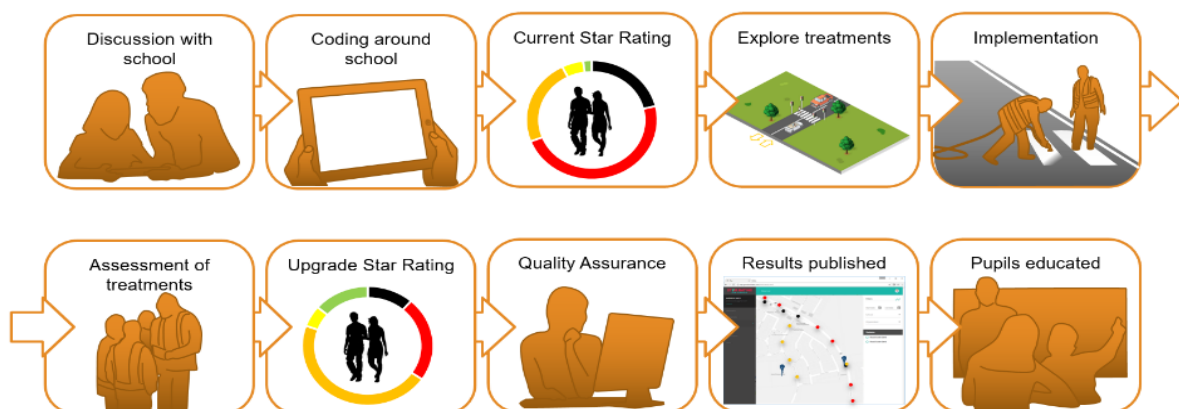 Discussion with
school
Coding around
school
Current Star Rating
Explore treatments
Implementation
Assessment of
treatments
Upgrade Star Rating
Quality Assurance
Results published
Pupils educated